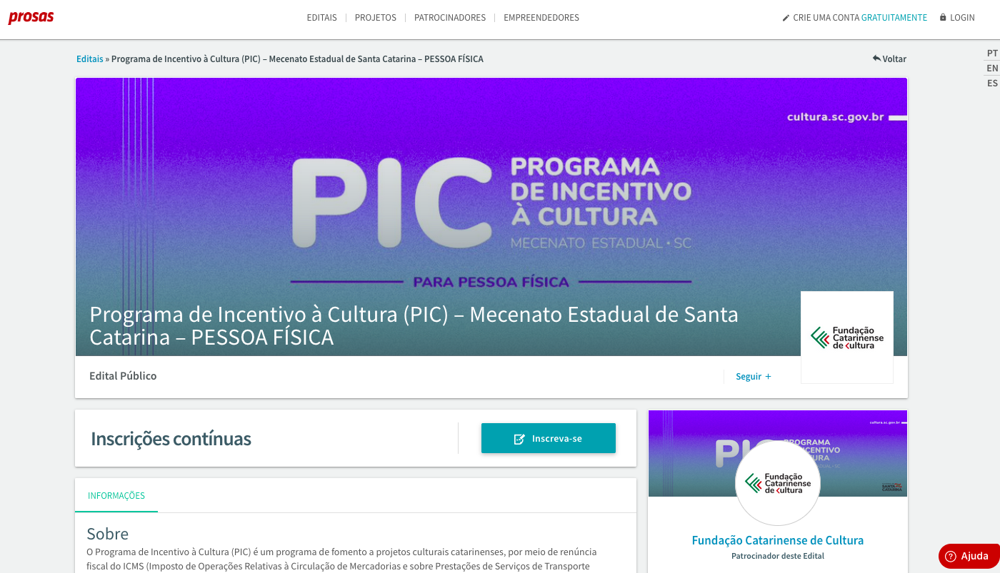 prosas
EDITAIS
PROJETOS
PATROCINADORES
EMPREENDEDORES
CRIE UMA CONTA GRATUITAMENTE
LOGIN
Editais » Programa de Incentivo à Cultura (PIC) – Mecenato Estadual de Santa Catarina – PESSOA FÍSICA
Voltar
PT
EN
ES
cultura.sc.gov.br
PIC
PROGRAMA
DE INCENTIVO
À CULTURA
MECENATO ESTADUAL • SC
PARA PESSOA FÍSICA
Programa de Incentivo à Cultura (PIC) – Mecenato Estadual de Santa
Catarina – PESSOA FÍSICA
Fundação
Catarinense
de Cultura
Edital Público
Seguir +
Inscrições contínuas
Inscreva-se
cultura.sc.gov.br
PIC
PROGRAMA
INCENTIVO
CULTURA
ESTADUAL • SC
Fundação
Catarinense
de Cultura
SANTA
CATARINA
INFORMAÇÕES
Sobre
O Programa de Incentivo à Cultura (PIC) é um programa de fomento a projetos culturais catarinenses, por meio de renúncia
fiscal do ICMS (Imposto de Operações Relativas à Circulação de Mercadorias e sobre Prestações de Serviços de Transporte
Fundação Catarinense de Cultura
Patrocinador deste Edital
Ajuda